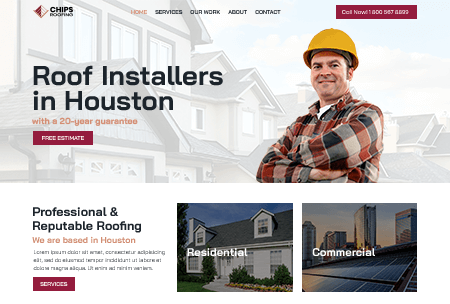 CHIPS
ROOFING
HOME SERVICES OUR WORK ABOUT CONTACT
Call Now! 1 800 567 8899
Roof Installers
in Houston
with a 20-year guarantee
FREE ESTIMATE
Professional &
Reputable Roofing
We are based in Houston
Lorem ipsum dolor sit amet, consectetur adipiscing
elit, sed do eiusmod tempor incididunt ut labore et
dolore magna aliqua. Ut enim ad minim veniam.
SERVICES
Residential
Commercial